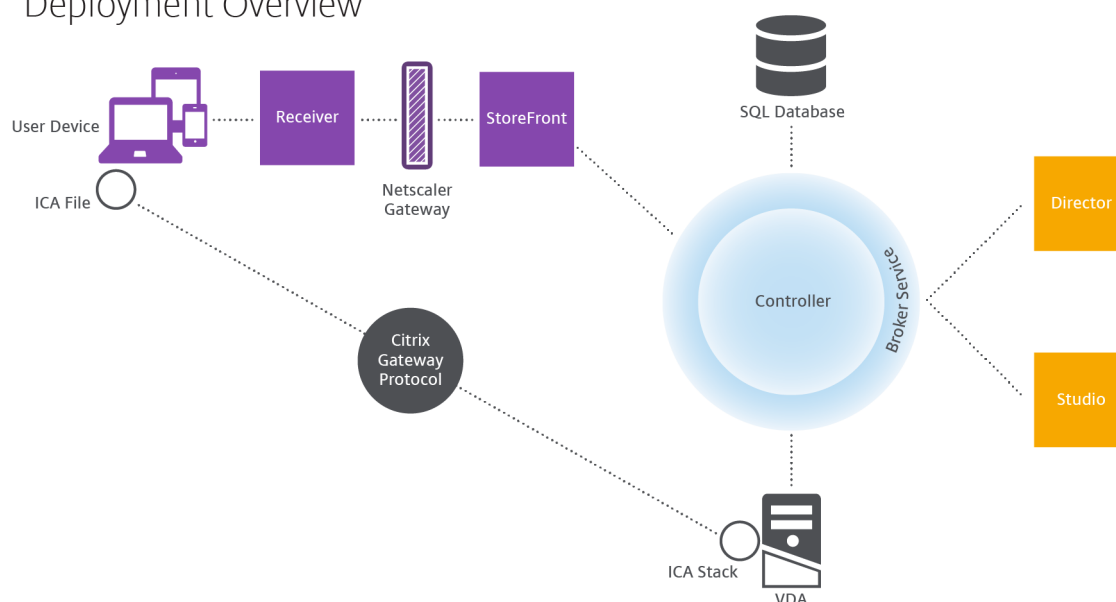 Deployment Overview
SQL Database
User Device
Receiver
StoreFront
Netscaler
Gateway
ICA File
Director
Broker Service
Controller
Citrix
Gateway
Protocol
Studio
ICA Stack
VDA